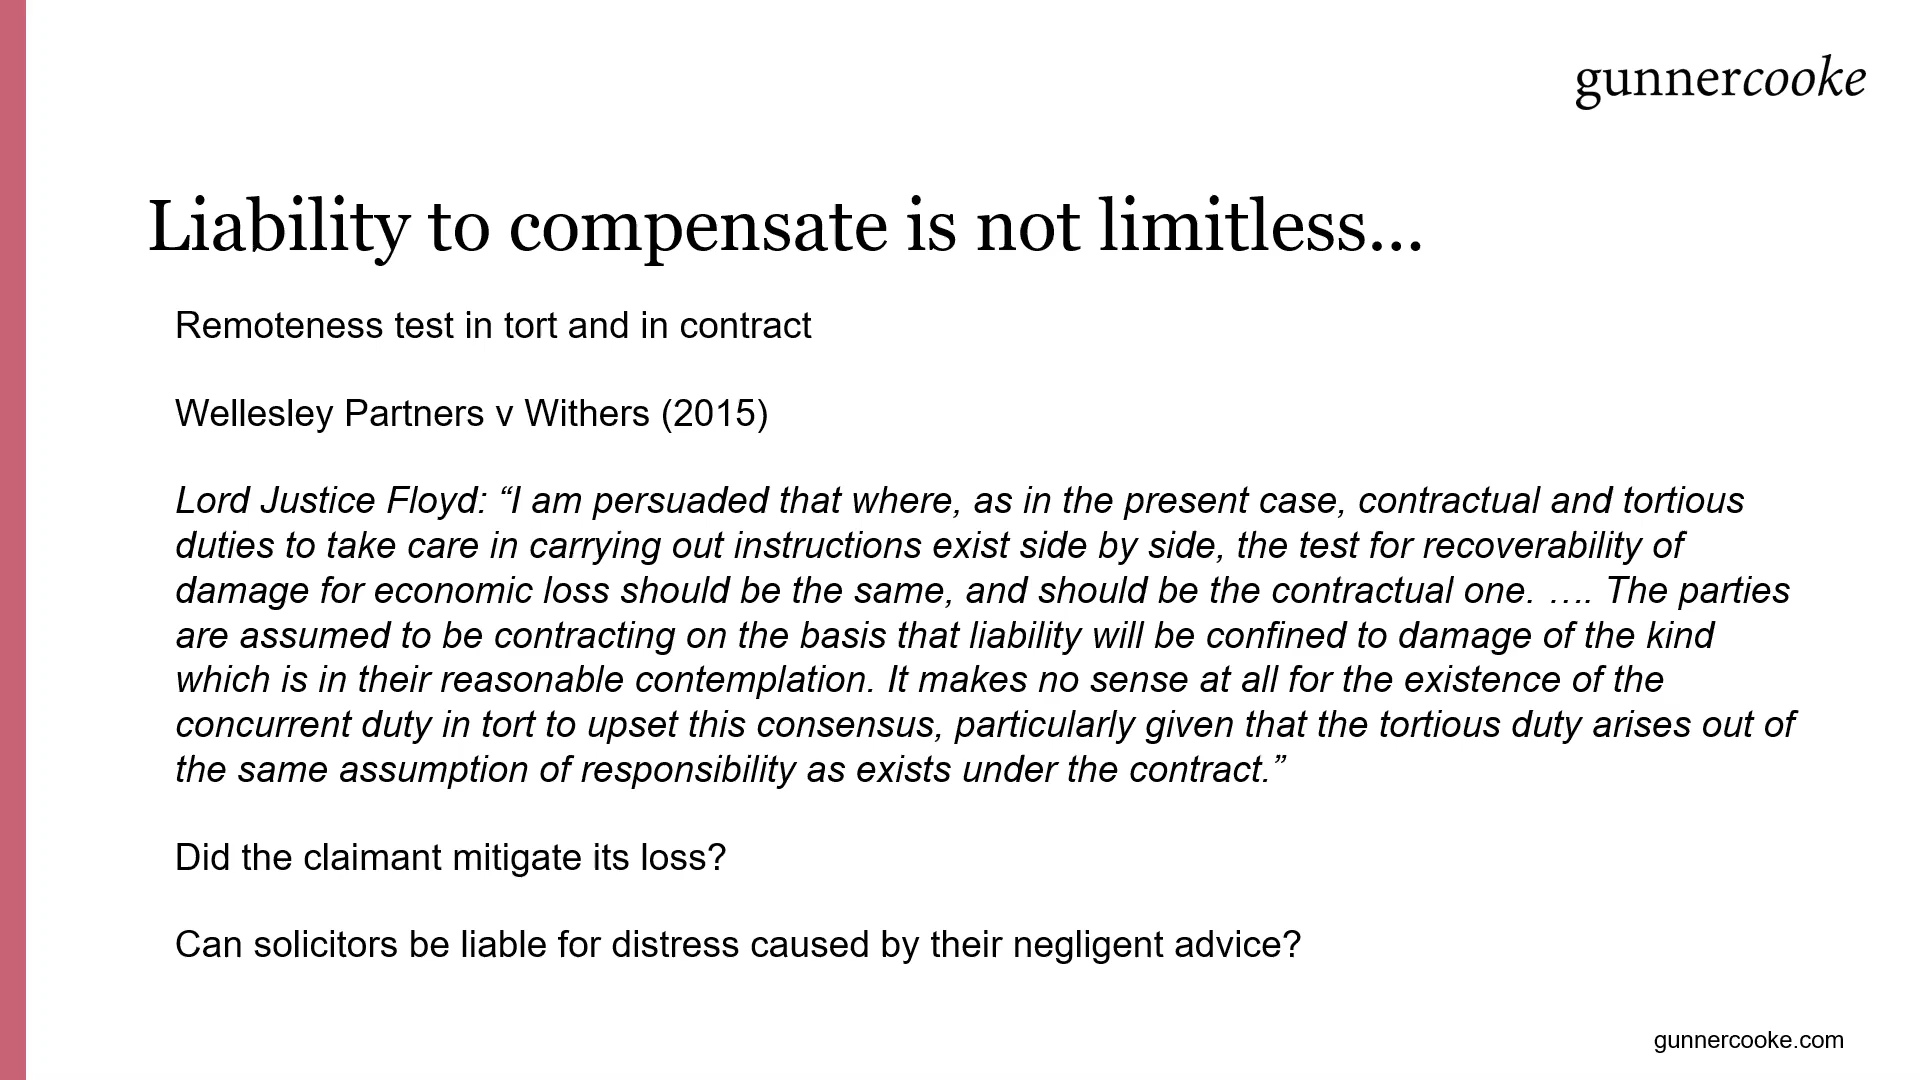 gunnercooke
Liability to compensate is not limitless…
Remoteness test in tort and in contract
Wellesley Partners v Withers (2015)
Lord Justice Floyd: “I am persuaded that where, as in the present case, contractual and tortious
duties to take care in carrying out instructions exist side by side, the test for recoverability of
damage for economic loss should be the same, and should be the contractual one. …. The parties
are assumed to be contracting on the basis that liability will be confined to damage of the kind
which is in their reasonable contemplation. It makes no sense at all for the existence of the
concurrent duty in tort to upset this consensus, particularly given that the tortious duty arises out of
the same assumption of responsibility as exists under the contract.”
Did the claimant mitigate its loss?
Can solicitors be liable for distress caused by their negligent advice?
gunnercooke.com